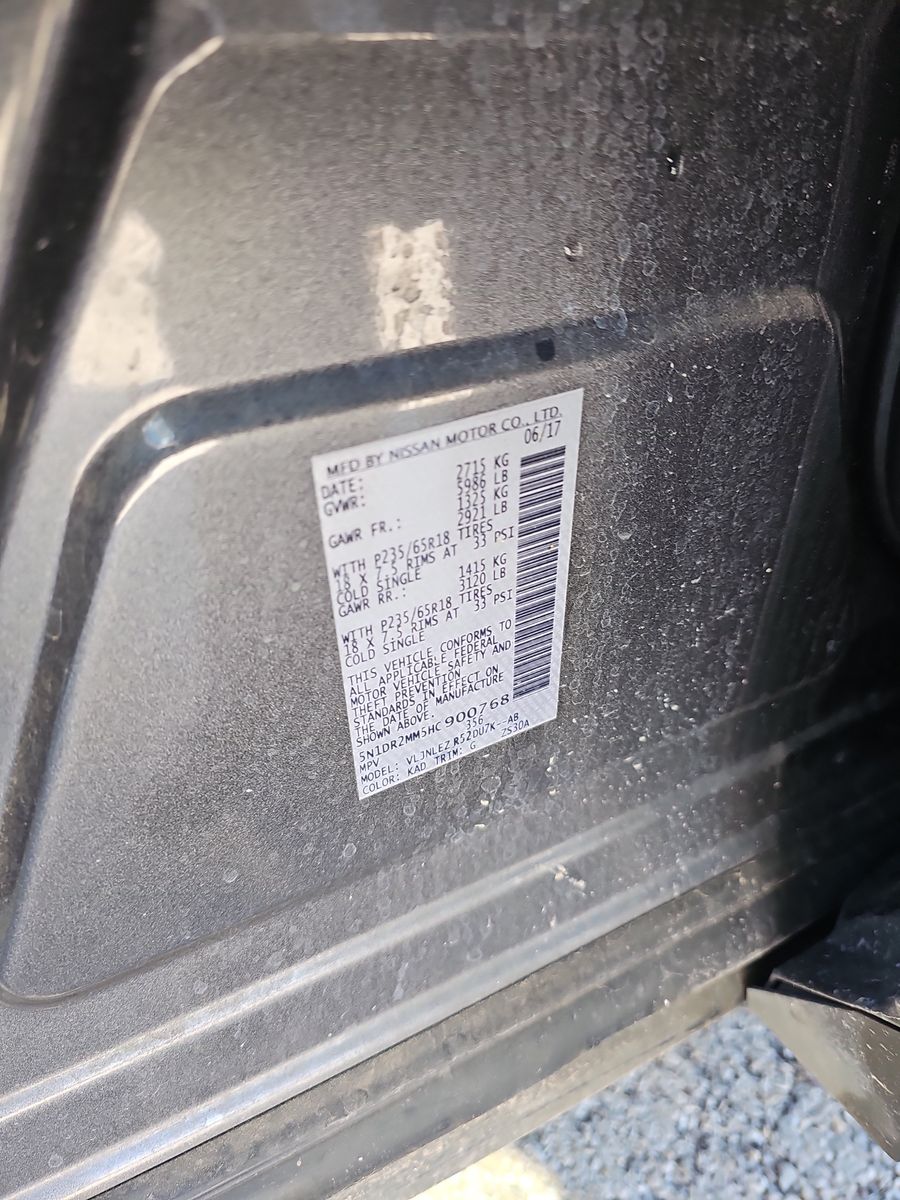 MFD BY NISSAN MOTOR CO., LTD.
DATE: 06/17
GVWR: 2715 KG
5986 LB
GAWR FR.: 1325 KG
2921 LB
WITH P235/65R18 TIRES
18 X 7.5 RIMS AT 33 PSI
COLD SINGLE
GAWR RR.: 1415 KG
3120 LB
WITH P235/65R18 TIRES
18 X 7.5 RIMS AT 33 PSI
COLD SINGLE
THIS VEHICLE CONFORMS TO
ALL APPLICABLE FEDERAL
MOTOR VEHICLE SAFETY AND
THEFT PREVENTION
STANDARDS IN EFFECT ON
THE DATE OF MANUFACTURE
SHOWN ABOVE.
5N1DR2MM5HC900768
MPV 356
MODEL: VLJNLEZ R52DU7K--AB
COLOR: KAD TRIM: G ZS30A